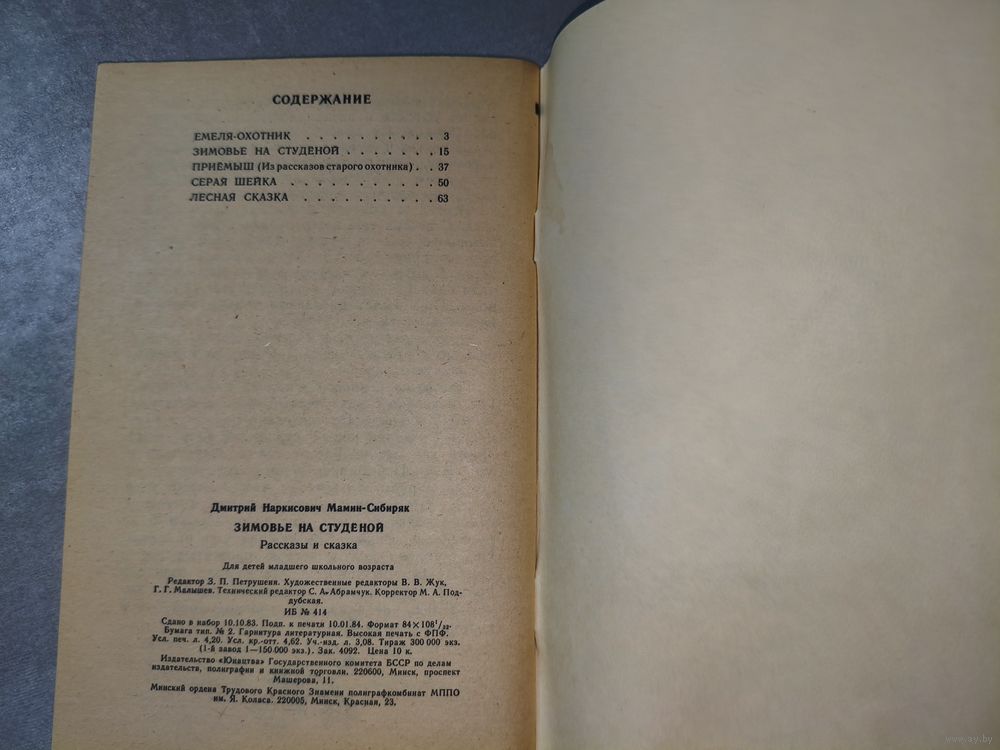 СОДЕРЖАНИЕ
ЕМЕЛЯ-ОХОТНИК . . . . . . . . . . 3
ЗИМОВЬЕ НА СТУДЕНОЙ . . . . . . . 15
ПРИЁМЫШ (Из рассказов старого охотника) . . 37
СЕРАЯ ШЕЙКА . . . . . . . . . . . 50
ЛЕСНАЯ СКАЗКА . . . . . . . . . . 63
Дмитрий Наркисович Мамин-Сибиряк
ЗИМОВЬЕ НА СТУДЕНОЙ
Рассказы и сказка
Для детей младшего школьного возраста
Редактор З. П. Петрушеня. Художественные редакторы В. В. Жук,
Г. Г. Малышев. Технический редактор С. А. Абрамчук. Корректор М. А. Под-
дубская.
ИБ № 414
Сдано в набор 10.10.83. Подп. к печати 10.01.84. Формат 84×108¹/₃₂.
Бумага тип. № 2. Гарнитура литературная. Высокая печать с ФПФ.
Усл. печ. л. 4,20. Усл. кр.-отт. 4,62. Уч.-изд. л. 3,08. Тираж 300 000 экз.
(1-й завод 1—150.000 экз.). Зак. 4092. Цена 10 к.
Издательство «Юнацтва» Государственного комитета БССР по делам
издательств, полиграфии и книжной торговли. 220600, Минск, проспект
Машерова, 11.
Минский ордена Трудового Красного Знамени полиграфкомбинат МППО
им. Я. Коласа. 220005, Минск, Красная, 23.
www.ay.by